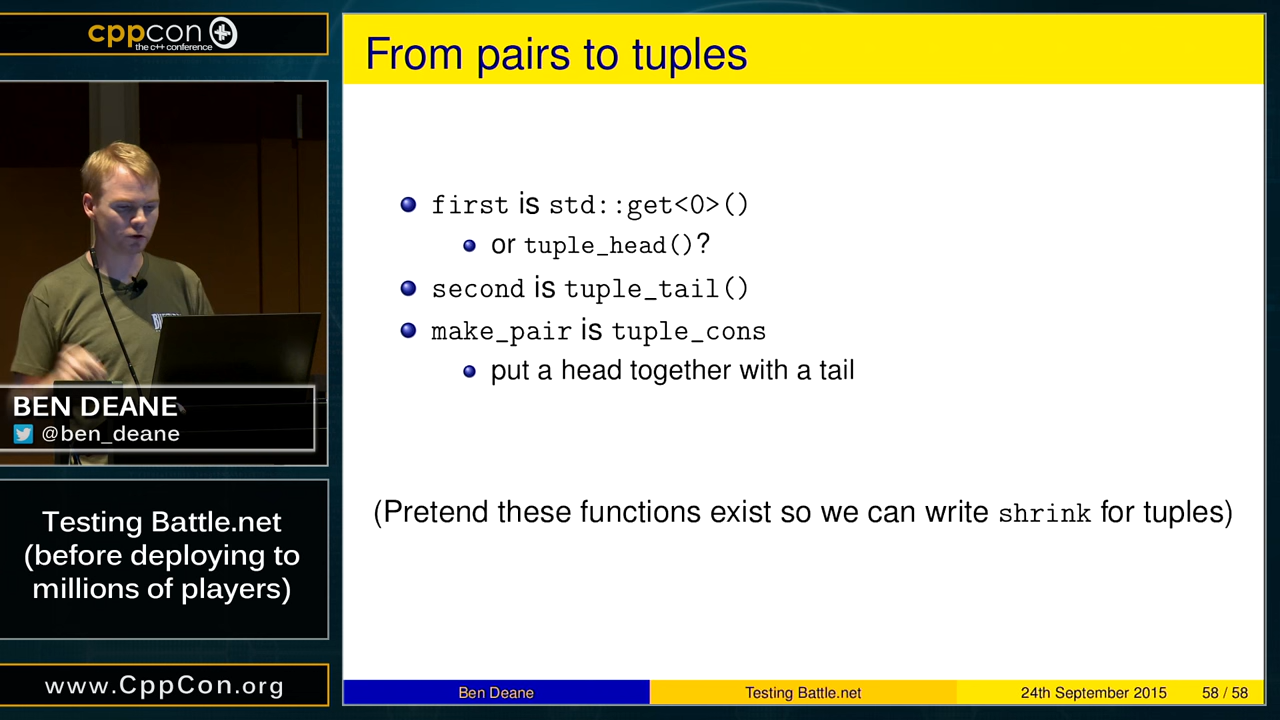 cppcon
the c++ conference
BEN DEANE
@ben_deane
Testing Battle.net
(before deploying to
millions of players)
www.CppCon.org
From pairs to tuples
first is std::get<0>()
or tuple_head()?
second is tuple_tail()
make_pair is tuple_cons
put a head together with a tail
(Pretend these functions exist so we can write shrink for tuples)
Ben Deane
Testing Battle.net
24th September 2015
58 / 58